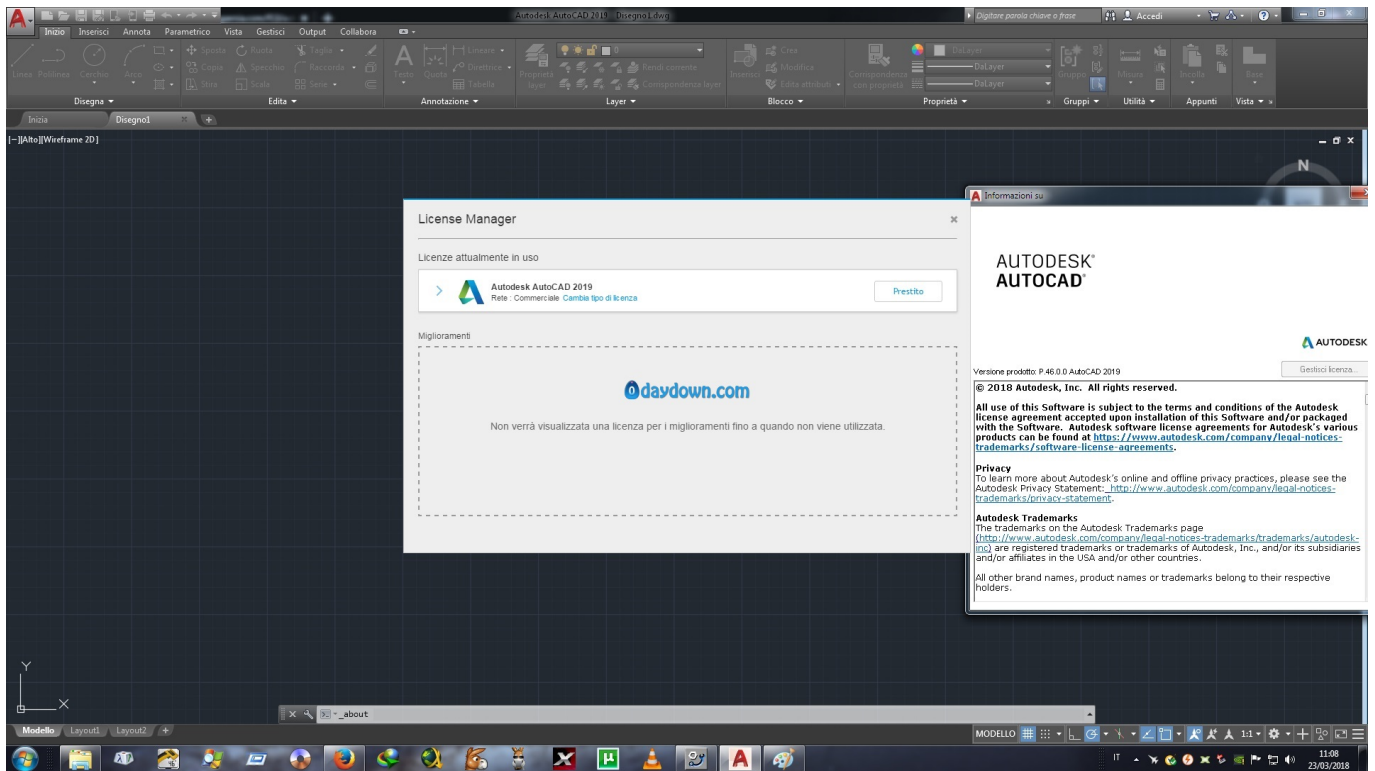 Autodesk AutoCAD 2019 Disegno1.dwg
Digitare parola chiave o frase
Accedi
Inizio Inserisci Annota Parametrico Vista Gestisci Output Collabora
Linea Polilinea Cerchio Arco
Sposta Ruota Taglia
Copia Specchio Raccorda
Stira Scala Serie
Testo Quota
Lineare
Direttrice
Tabella
Proprietà layer
0
Rendi corrente
Corrispondenza layer
Inserisci
Crea
Modifica
Edita attributi
Corrispondenza con proprietà
DaLayer
DaLayer
DaLayer
Gruppo
Misura
Incolla
Base
Disegna Edita Annotazione Layer Blocco Proprietà Gruppi Utilità Appunti Vista
Inizia Disegno1
[−][Alto][Wireframe 2D]
N
License Manager
Licenze attualmente in uso
Autodesk AutoCAD 2019
Rete : Commerciale Cambia tipo di licenza
Prestito
Miglioramenti
0daydown.com
Non verrà visualizzata una licenza per i miglioramenti fino a quando non viene utilizzata.
Informazioni su
AUTODESK®
AUTOCAD®
AUTODESK
Versione prodotto: P.46.0.0 AutoCAD 2019
Gestisci licenza...
© 2018 Autodesk, Inc. All rights reserved.
All use of this Software is subject to the terms and conditions of the Autodesk
license agreement accepted upon installation of this Software and/or packaged
with the Software. Autodesk software license agreements for Autodesk's various
products can be found at https://www.autodesk.com/company/legal-notices-
trademarks/software-license-agreements.
Privacy
To learn more about Autodesk's online and offline privacy practices, please see the
Autodesk Privacy Statement: http://www.autodesk.com/company/legal-notices-
trademarks/privacy-statement.
Autodesk Trademarks
The trademarks on the Autodesk Trademarks page
(http://www.autodesk.com/company/legal-notices-trademarks/trademarks/autodesk-
inc) are registered trademarks or trademarks of Autodesk, Inc., and/or its subsidiaries
and/or affiliates in the USA and/or other countries.
All other brand names, product names or trademarks belong to their respective
holders.
Y
X
_about
Modello Layout1 Layout2
MODELLO
1:1
IT
11:08
23/03/2018